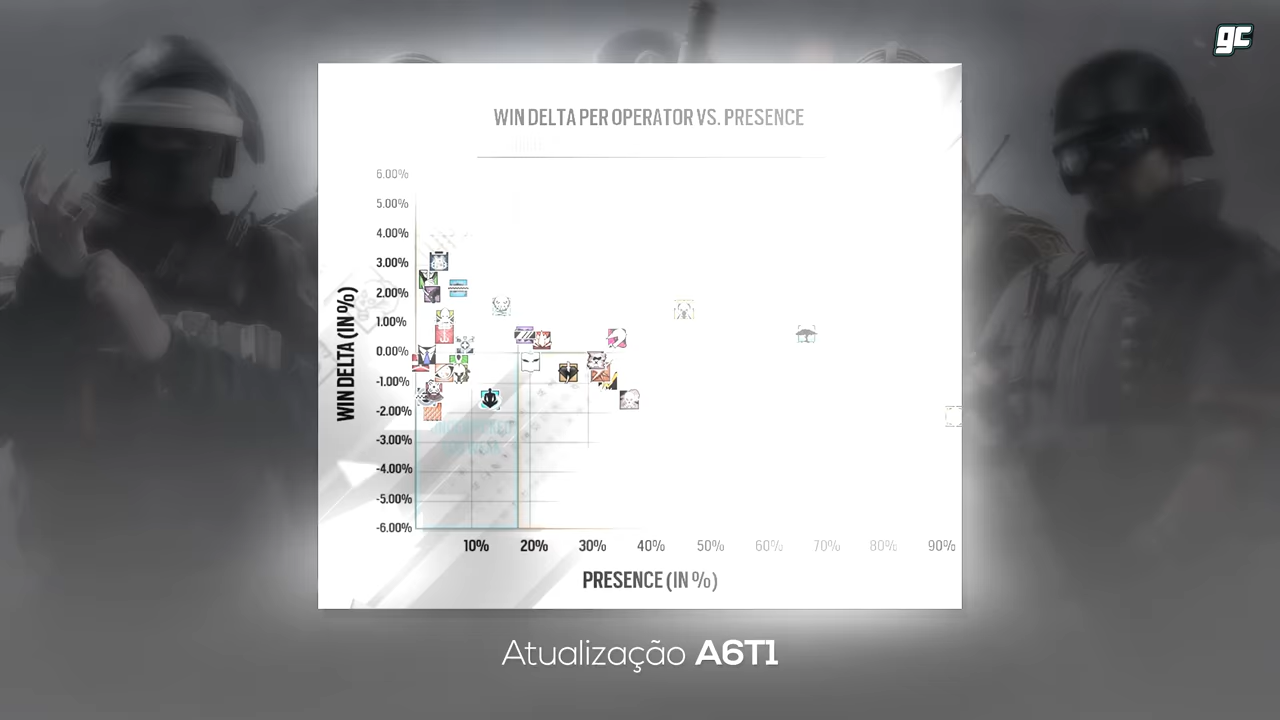 gc
WIN DELTA PER OPERATOR VS. PRESENCE
6.00%
5.00%
4.00%
3.00%
2.00%
1.00%
0.00%
-1.00%
-2.00%
-3.00%
-4.00%
-5.00%
-6.00%
WIN DELTA (IN %)
10% 20% 30% 40% 50% 60% 70% 80% 90%
PRESENCE (IN %)
Atualização A6T1